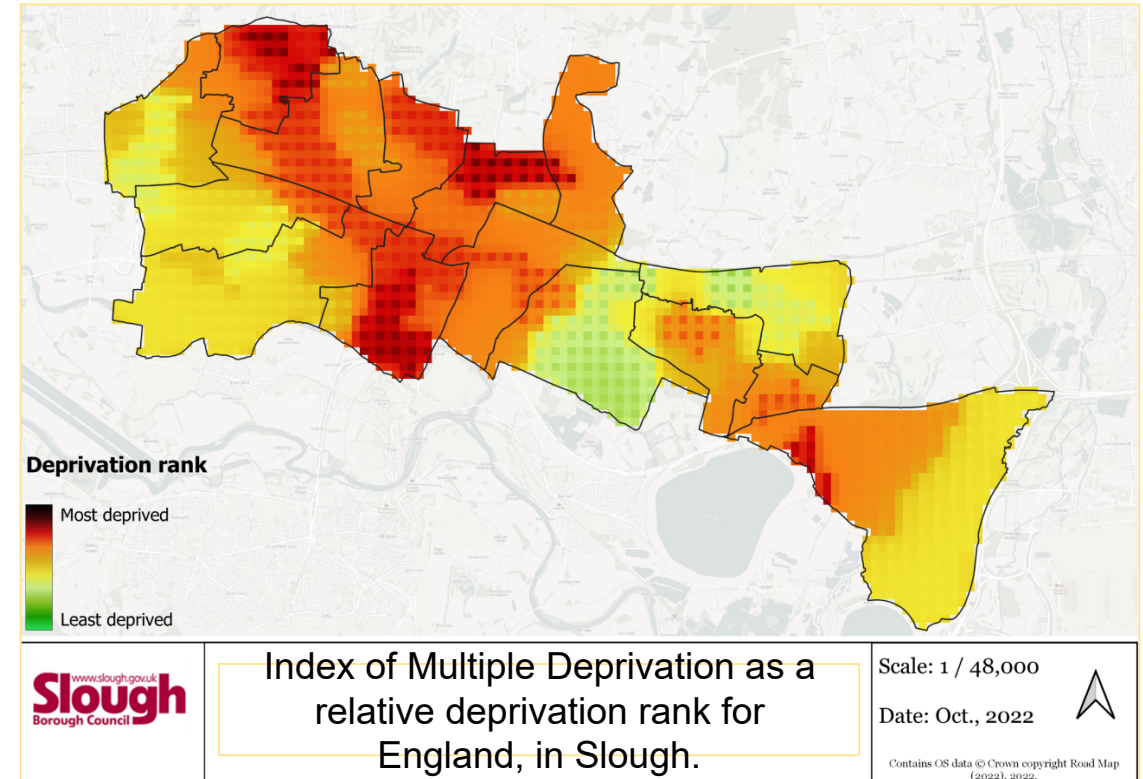 Deprivation rank
Most deprived
Least deprived
www.slough.gov.uk
Slough
Borough Council
Index of Multiple Deprivation as a
relative deprivation rank for
England, in Slough.
Scale: 1 / 48,000
Date: Oct., 2022
Contains OS data © Crown copyright Road Map
(2022), 2022.